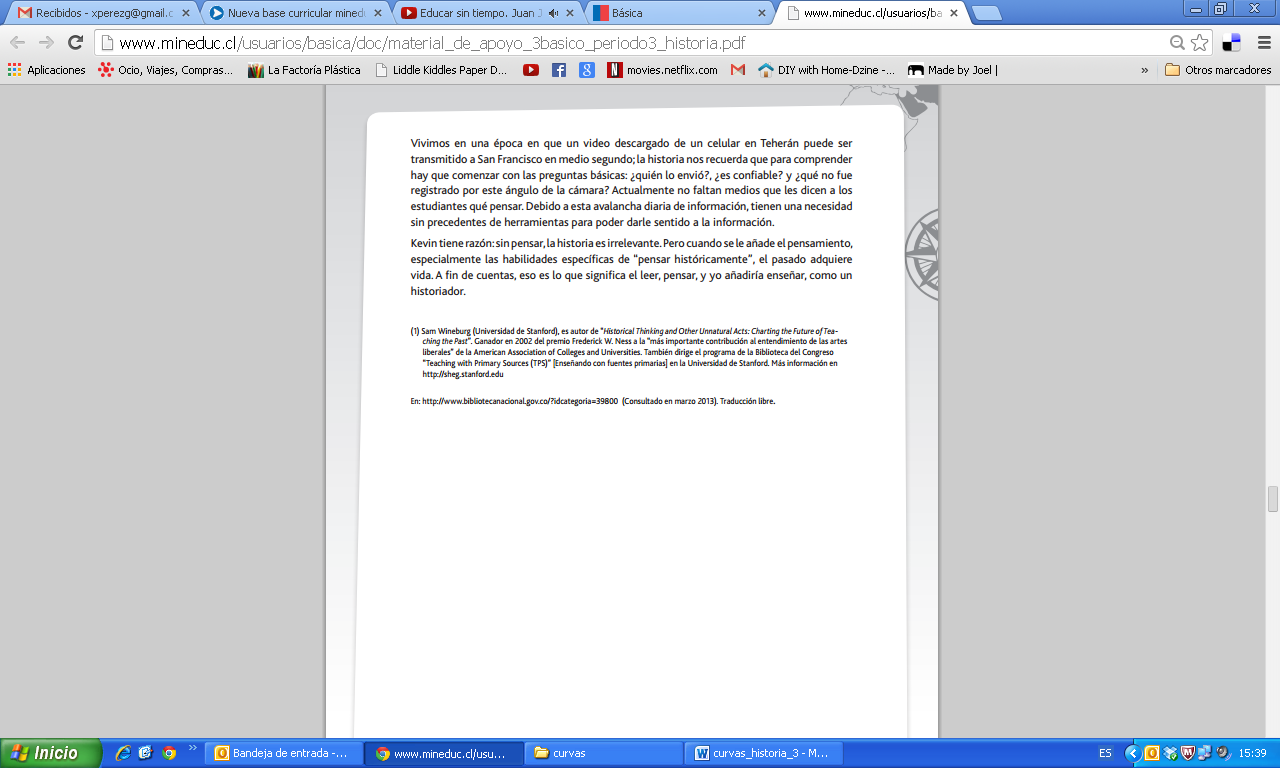 Recibidos - xperezg@gmail.c
Nueva base curricular mined
Educar sin tiempo. Juan J
Básica
www.mineduc.cl/usuarios/ba
www.mineduc.cl/usuarios/basica/doc/material_de_apoyo_3basico_periodo3_historia.pdf
Aplicaciones
Ocio, Viajes, Compras...
La Factoría Plástica
Liddle Kiddles Paper D...
movies.netflix.com
DIY with Home-Dzine -...
Made by Joel |
»
Otros marcadores
Vivimos en una época en que un video descargado de un celular en Teherán puede ser
transmitido a San Francisco en medio segundo; la historia nos recuerda que para comprender
hay que comenzar con las preguntas básicas: ¿quién lo envió?, ¿es confiable? y ¿qué no fue
registrado por este ángulo de la cámara? Actualmente no faltan medios que les dicen a los
estudiantes qué pensar. Debido a esta avalancha diaria de información, tienen una necesidad
sin precedentes de herramientas para poder darle sentido a la información.
Kevin tiene razón: sin pensar, la historia es irrelevante. Pero cuando se le añade el pensamiento,
especialmente las habilidades específicas de “pensar históricamente”, el pasado adquiere
vida. A fin de cuentas, eso es lo que significa el leer, pensar, y yo añadiría enseñar, como un
historiador.
(1) Sam Wineburg (Universidad de Stanford), es autor de “Historical Thinking and Other Unnatural Acts: Charting the Future of Tea-
ching the Past”. Ganador en 2002 del premio Frederick W. Ness a la “más importante contribución al entendimiento de las artes
liberales” de la American Association of Colleges and Universities. También dirige el programa de la Biblioteca del Congreso
“Teaching with Primary Sources (TPS)” [Enseñando con fuentes primarias] en la Universidad de Stanford. Más información en
http://sheg.stanford.edu
En: http://www.bibliotecanacional.gov.co/?idcategoria=39800 (Consultado en marzo 2013). Traducción libre.
Inicio
»
Bandeja de entrada -...
www.mineduc.cl/usu...
curvas
curvas_historia_3 - M...
ES
15:39